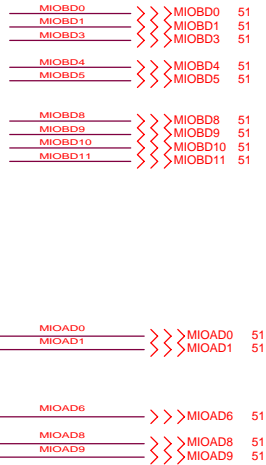 MIOBD0 MIOBD0 51
MIOBD1 MIOBD1 51
MIOBD3 MIOBD3 51
MIOBD4 MIOBD4 51
MIOBD5 MIOBD5 51
MIOBD8 MIOBD8 51
MIOBD9 MIOBD9 51
MIOBD10 MIOBD10 51
MIOBD11 MIOBD11 51
MIOAD0 MIOAD0 51
MIOAD1 MIOAD1 51
MIOAD6 MIOAD6 51
MIOAD8 MIOAD8 51
MIOAD9 MIOAD9 51